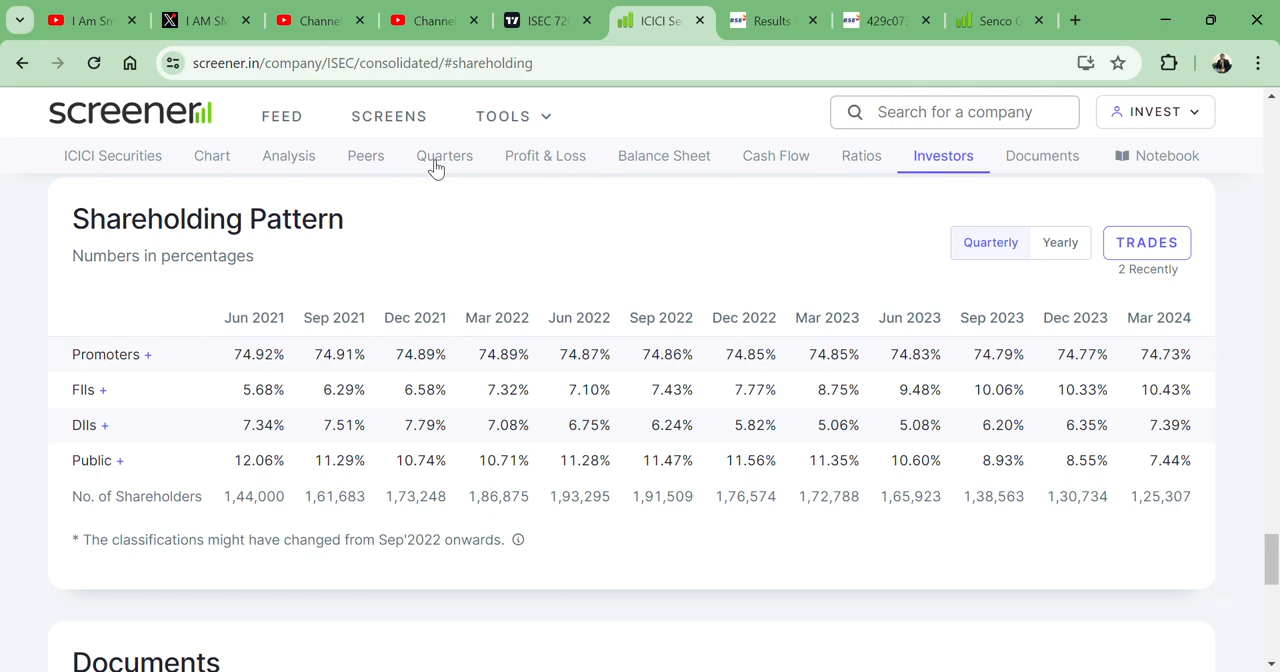 I Am Sn
I AM SM
Channel
Channel
ISEC 72
ICICI Se
Results
429c07
Senco G
screener.in/company/ISEC/consolidated/#shareholding
screener
FEED SCREENS TOOLS
Search for a company
INVEST
ICICI Securities Chart Analysis Peers Quarters Profit & Loss Balance Sheet Cash Flow Ratios Investors Documents Notebook
Shareholding Pattern
Numbers in percentages
Quarterly Yearly
TRADES
2 Recently
Jun 2021 Sep 2021 Dec 2021 Mar 2022 Jun 2022 Sep 2022 Dec 2022 Mar 2023 Jun 2023 Sep 2023 Dec 2023 Mar 2024
Promoters + 74.92% 74.91% 74.89% 74.89% 74.87% 74.86% 74.85% 74.85% 74.83% 74.79% 74.77% 74.73%
FIIs + 5.68% 6.29% 6.58% 7.32% 7.10% 7.43% 7.77% 8.75% 9.48% 10.06% 10.33% 10.43%
DIIs + 7.34% 7.51% 7.79% 7.08% 6.75% 6.24% 5.82% 5.06% 5.08% 6.20% 6.35% 7.39%
Public + 12.06% 11.29% 10.74% 10.71% 11.28% 11.47% 11.56% 11.35% 10.60% 8.93% 8.55% 7.44%
No. of Shareholders 1,44,000 1,61,683 1,73,248 1,86,875 1,93,295 1,91,509 1,76,574 1,72,788 1,65,923 1,38,563 1,30,734 1,25,307
* The classifications might have changed from Sep'2022 onwards.
Documents